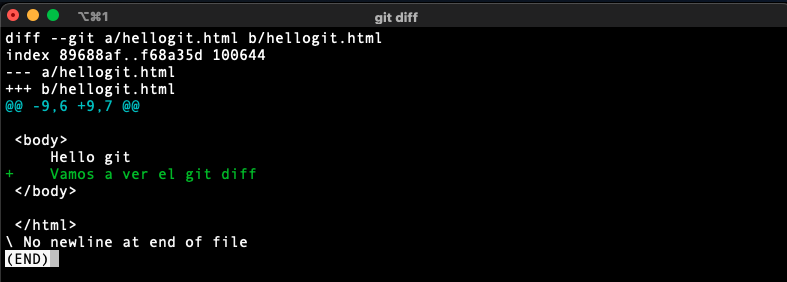 ⌥⌘1 git diff
diff --git a/hellogit.html b/hellogit.html
index 89688af..f68a35d 100644
--- a/hellogit.html
+++ b/hellogit.html
@@ -9,6 +9,7 @@

 <body>
     Hello git
+    Vamos a ver el git diff
 </body>

 </html>
\ No newline at end of file
(END)